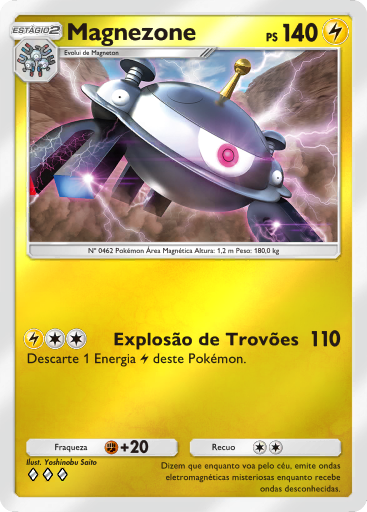 ESTÁGIO 2
Magnezone
PS 140
Evolui de Magneton
Nº 0462 Pokémon Área Magnética Altura: 1,2 m Peso: 180,0 kg
Explosão de Trovões 110
Descarte 1 Energia deste Pokémon.
Fraqueza +20 Recuo
Ilust. Yoshinobu Saito
Dizem que enquanto voa pelo céu, emite ondas
eletromagnéticas misteriosas enquanto recebe
ondas desconhecidas.